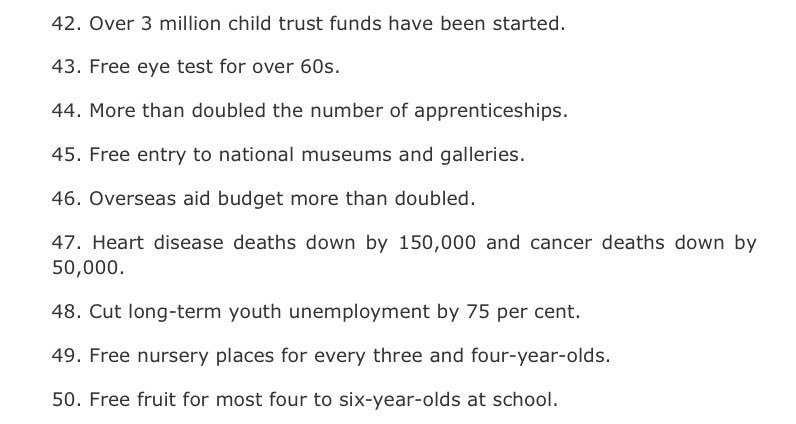 42. Over 3 million child trust funds have been started.
43. Free eye test for over 60s.
44. More than doubled the number of apprenticeships.
45. Free entry to national museums and galleries.
46. Overseas aid budget more than doubled.
47. Heart disease deaths down by 150,000 and cancer deaths down by
50,000.
48. Cut long-term youth unemployment by 75 per cent.
49. Free nursery places for every three and four-year-olds.
50. Free fruit for most four to six-year-olds at school.